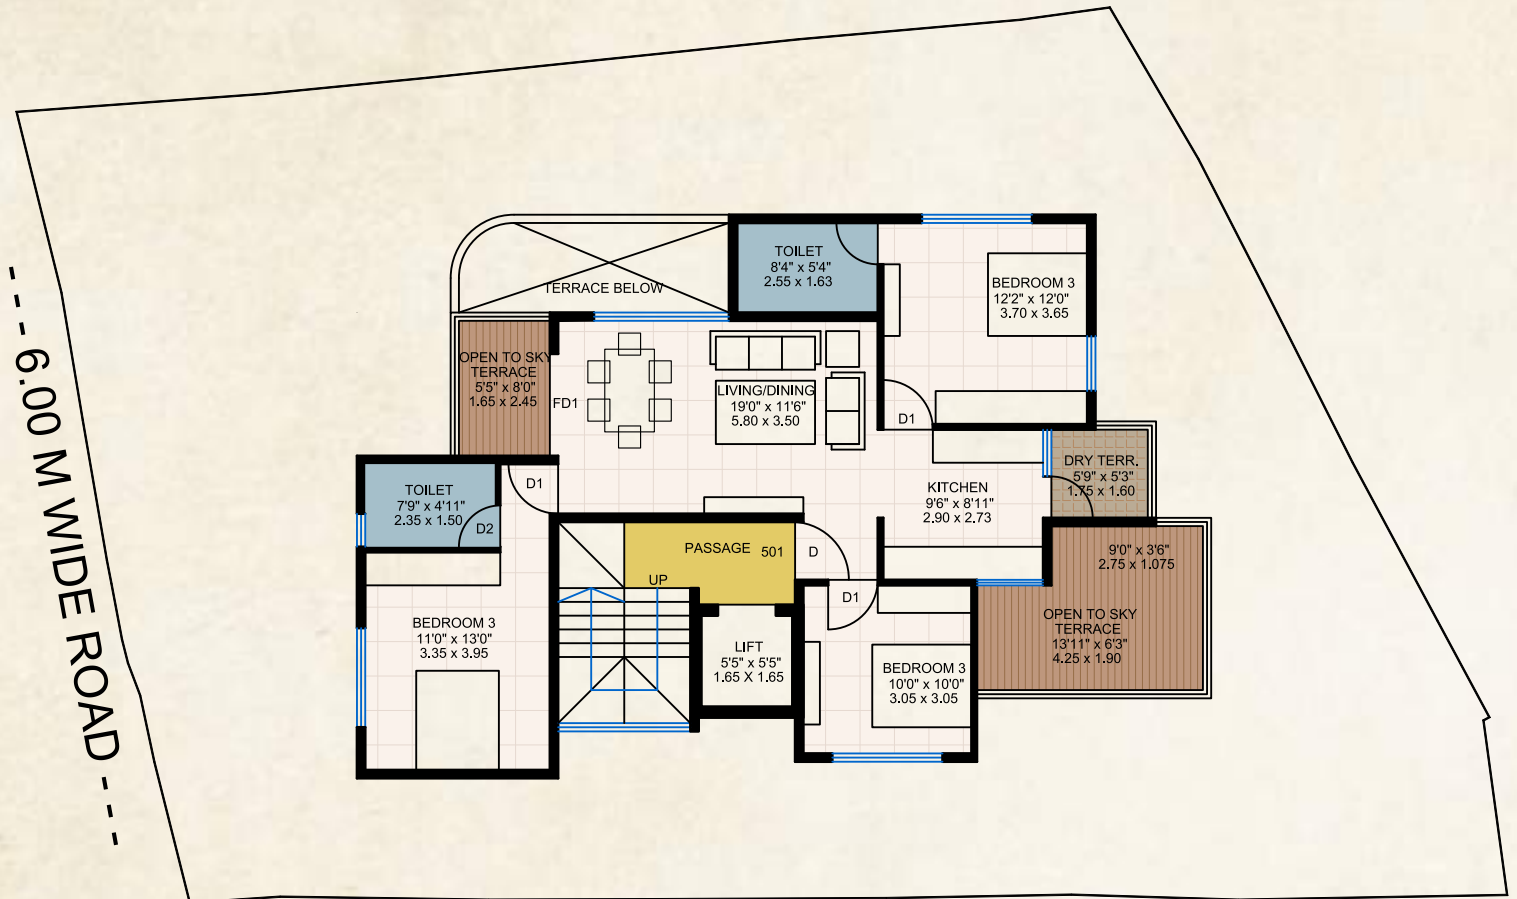 TOILET
8'4" x 5'4"
2.55 x 1.63
BEDROOM 3
12'2" x 12'0"
3.70 x 3.65
TERRACE BELOW
OPEN TO SKY
TERRACE
5'5" x 8'0"
1.65 x 2.45
FD1
LIVING/DINING
19'0" x 11'6"
5.80 x 3.50
D1
- - - 6.00 M WIDE ROAD - - -
DRY TERR.
5'9" x 5'3"
1.75 x 1.60
KITCHEN
9'6" x 8'11"
2.90 x 2.73
TOILET
7'9" x 4'11"
2.35 x 1.50
D1
D2
PASSAGE 501
D
UP
9'0" x 3'6"
2.75 x 1.075
D1
OPEN TO SKY
TERRACE
13'11" x 6'3"
4.25 x 1.90
BEDROOM 3
11'0" x 13'0"
3.35 x 3.95
LIFT
5'5" x 5'5"
1.65 X 1.65
BEDROOM 3
10'0" x 10'0"
3.05 x 3.05